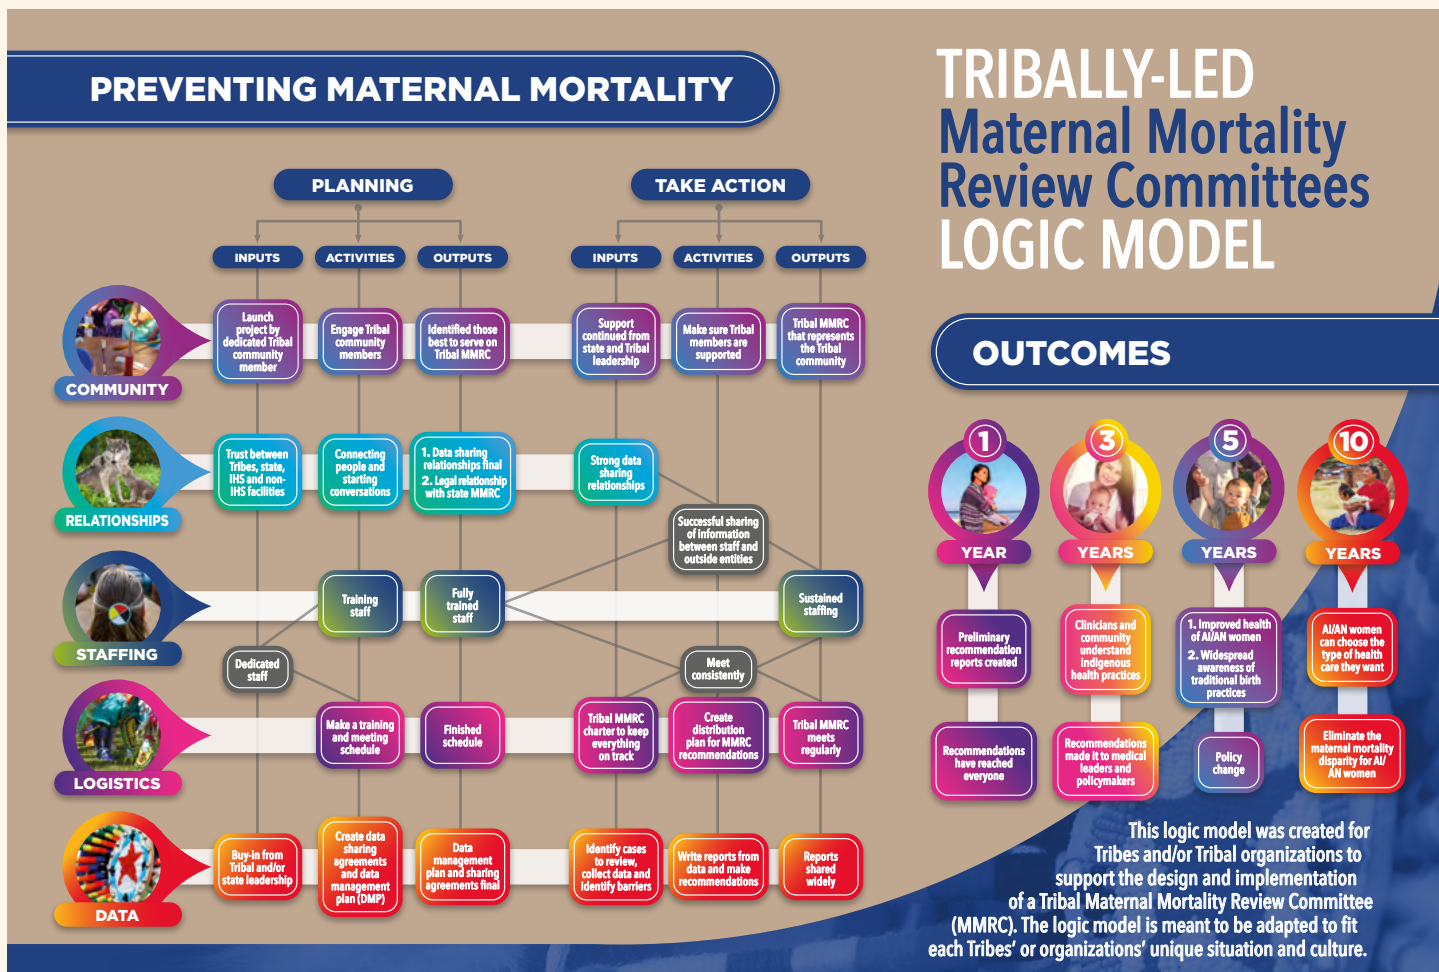 PREVENTING MATERNAL MORTALITY
TRIBALLY-LED
Maternal Mortality
Review Committees
LOGIC MODEL
PLANNING
TAKE ACTION
INPUTS
ACTIVITIES
OUTPUTS
INPUTS
ACTIVITIES
OUTPUTS
COMMUNITY
Launch
project by
dedicated Tribal
community
member
Engage Tribal
community
members
Identified those
best to serve on
Tribal MMRC
Support
continued from
state and Tribal
leadership
Make sure Tribal
members are
supported
Tribal MMRC
that represents
the Tribal
community
RELATIONSHIPS
Trust between
Tribes, state,
IHS and non-
IHS facilities
Connecting
people and
starting
conversations
1. Data sharing
relationships final
2. Legal relationship
with state MMRC
Strong data
sharing
relationships
Successful sharing
of information
between staff and
outside entities
STAFFING
Training
staff
Fully
trained
staff
Sustained
staffing
Dedicated
staff
Meet
consistently
LOGISTICS
Make a training
and meeting
schedule
Finished
schedule
Tribal MMRC
charter to keep
everything
on track
Create
distribution
plan for MMRC
recommendations
Tribal MMRC
meets
regularly
DATA
Buy-in from
Tribal and/or
state leadership
Create data
sharing
agreements
and data
management
plan (DMP)
Data
management
plan and sharing
agreements final
Identify cases
to review,
collect data and
identify barriers
Write reports from
data and make
recommendations
Reports
shared
widely
OUTCOMES
1
YEAR
Preliminary
recommendation
reports created
Recommendations
have reached
everyone
3
YEARS
Clinicians and
community
understand
indigenous
health practices
Recommendations
made it to medical
leaders and
policymakers
5
YEARS
1. Improved health
of AI/AN women
2. Widespread
awareness of
traditional birth
practices
Policy
change
10
YEARS
AI/AN women
can choose the
type of health
care they want
Eliminate the
maternal mortality
disparity for AI/
AN women
This logic model was created for
Tribes and/or Tribal organizations to
support the design and implementation
of a Tribal Maternal Mortality Review Committee
(MMRC). The logic model is meant to be adapted to fit
each Tribes' or organizations' unique situation and culture.